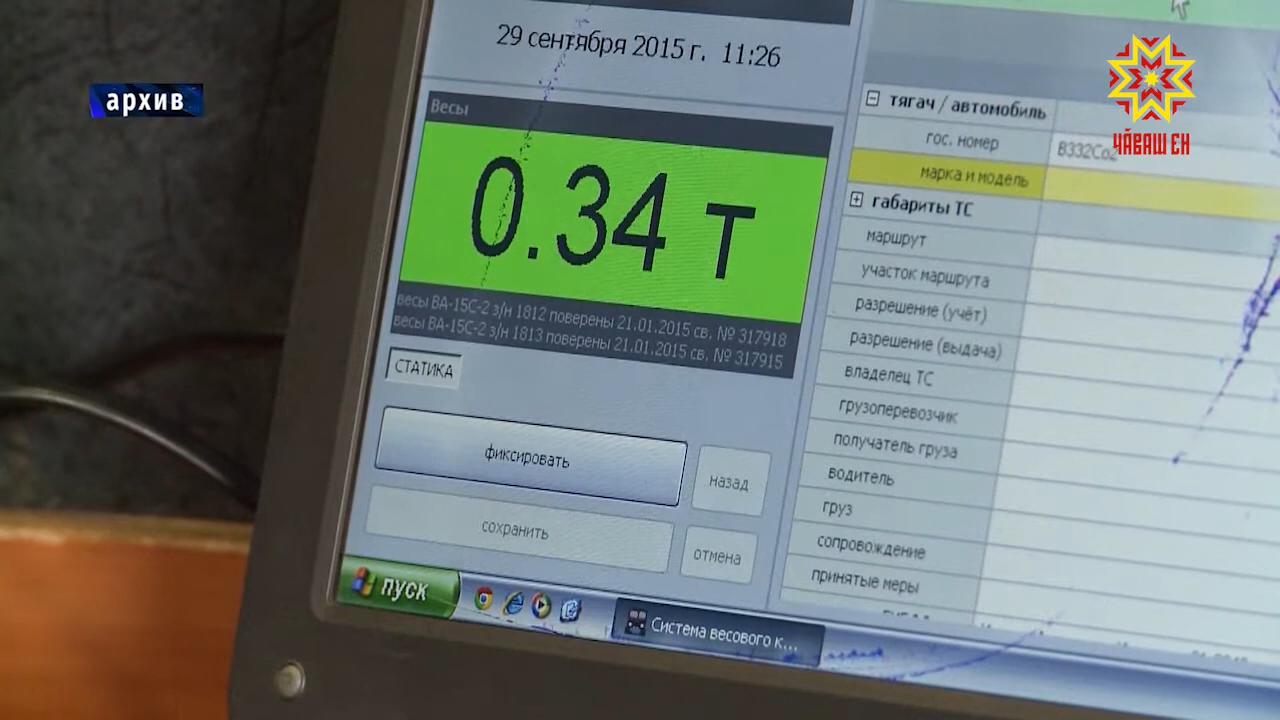 29 сентября 2015 г. 11:26
архив
ЧӐВАШ ЕН
Весы
0.34 т
весы ВА-15С-2 з/н 1812 поверены 21.01.2015 св. № 317918
весы ВА-15С-2 з/н 1813 поверены 21.01.2015 св. № 317915
СТАТИКА
фиксировать
назад
сохранить
отмена
тягач / автомобиль
гос. номер
В332Со2
марка и модель
габариты ТС
маршрут
участок маршрута
разрешение (учёт)
разрешение (выдача)
владелец ТС
грузоперевозчик
получатель груза
водитель
груз
сопровождение
принятые меры
пуск
Система весового к...